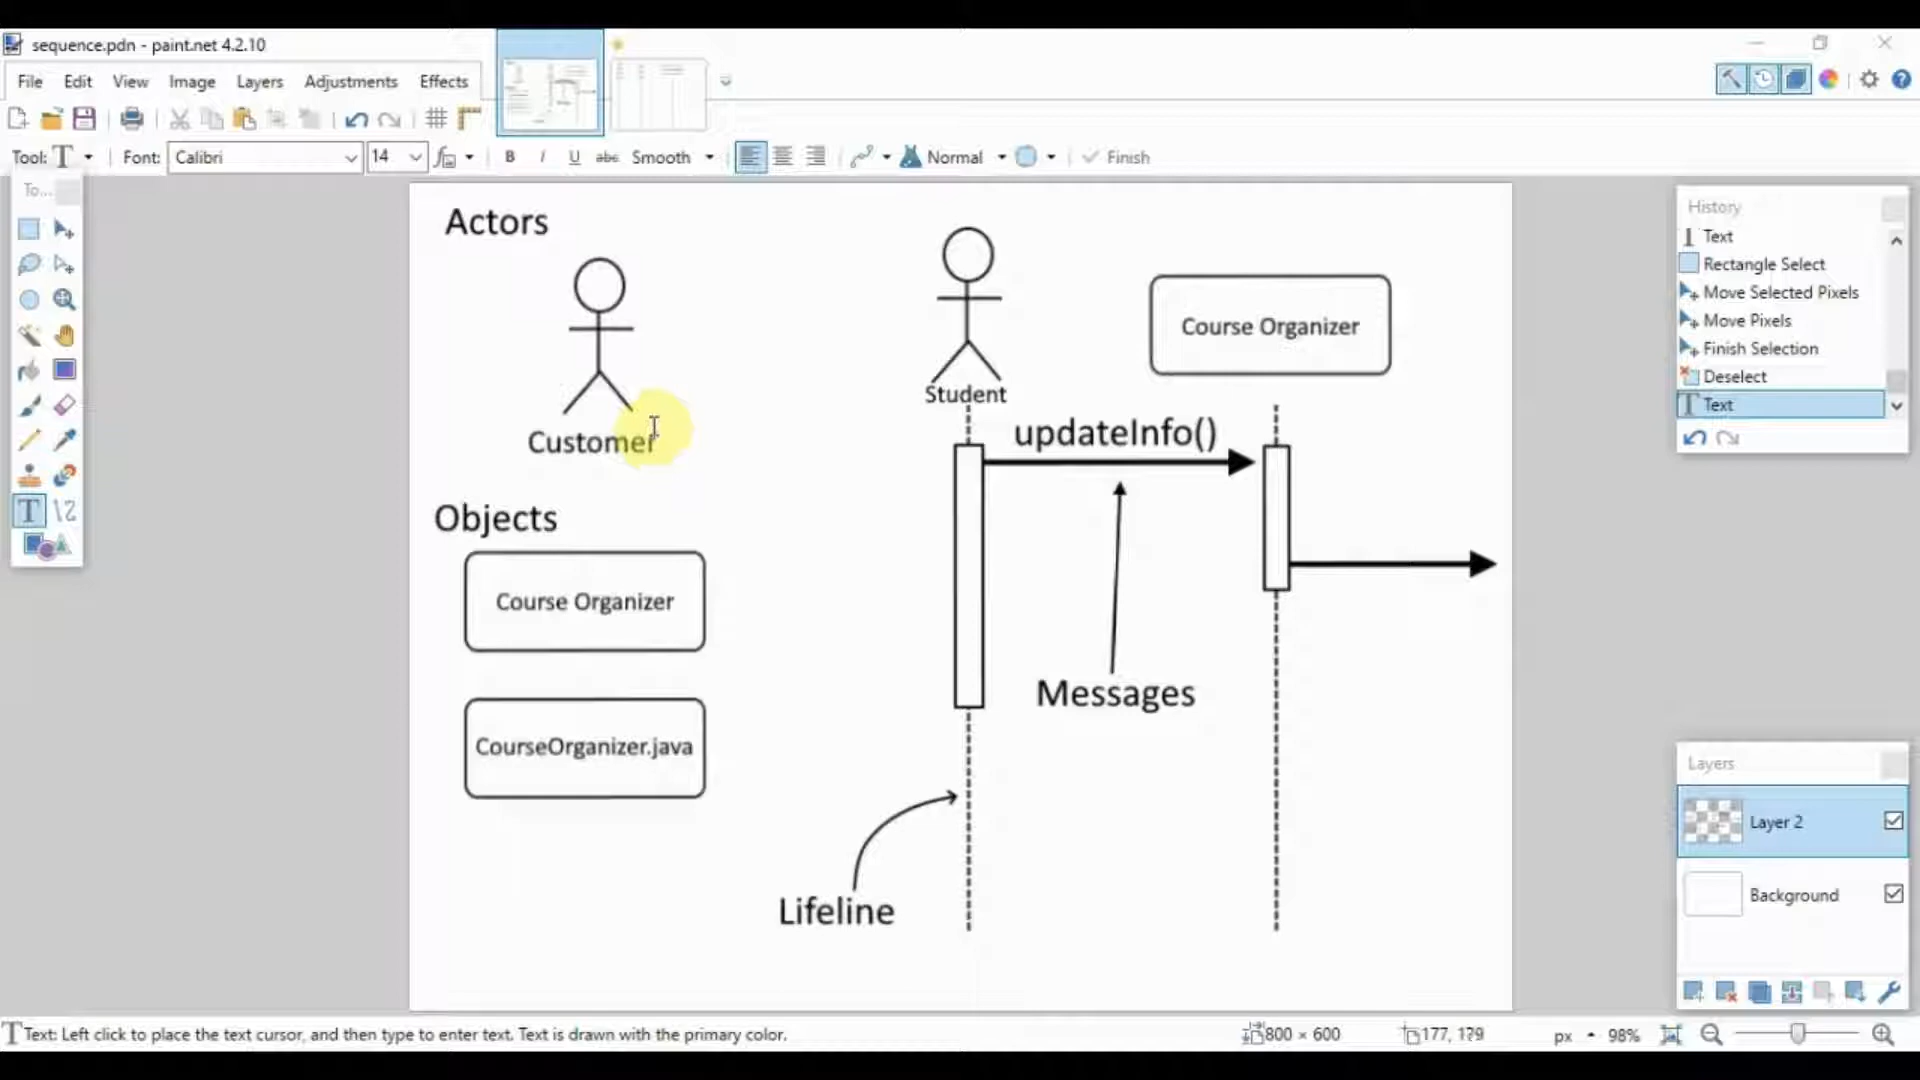 sequence.pdn - paint.net 4.2.10
File Edit View Image Layers Adjustments Effects
Tool: Font: Calibri 14 B I U abc Smooth Normal Finish
To...
Actors
Customer
Objects
Course Organizer
CourseOrganizer.java
Student
Course Organizer
updateInfo()
Messages
Lifeline
History
Text
Rectangle Select
Move Selected Pixels
Move Pixels
Finish Selection
Deselect
Text
Layers
Layer 2
Background
Text: Left click to place the text cursor, and then type to enter text. Text is drawn with the primary color.
800 × 600
px 98%